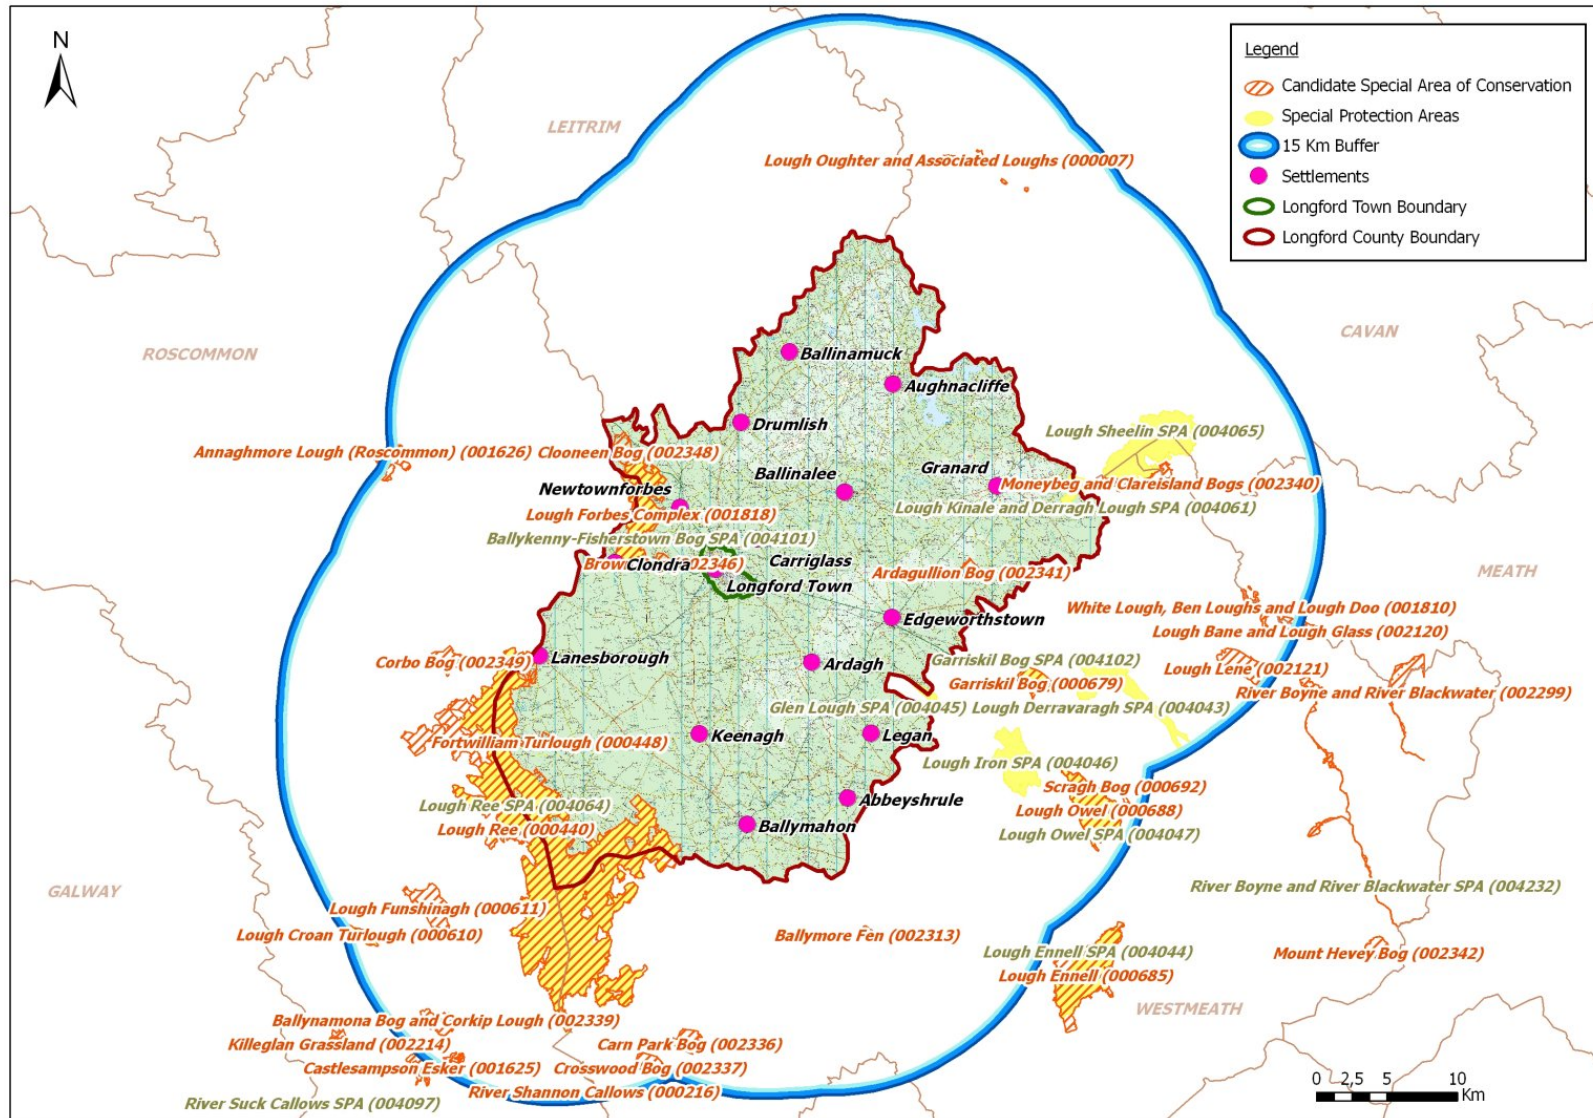 N
Legend
Candidate Special Area of Conservation
Special Protection Areas
15 Km Buffer
Settlements
Longford Town Boundary
Longford County Boundary
LEITRIM
Lough Oughter and Associated Loughs (000007)
ROSCOMMON
CAVAN
Ballinamuck
Aughnacliffe
Drumlish
Lough Sheelin SPA (004065)
Annaghmore Lough (Roscommon) (001626)
Clooneen Bog (002348)
Ballinalee
Granard
Moneybeg and Clareisland Bogs (002340)
Newtownforbes
Lough Forbes Complex (001818)
Lough Kinale and Derragh Lough SPA (004061)
Ballykenny-Fisherstown Bog SPA (004101)
Brow
Clondra
02346)
Carriglass
Ardagullion Bog (002341)
MEATH
Longford Town
White Lough, Ben Loughs and Lough Doo (001810)
Edgeworthstown
Lough Bane and Lough Glass (002120)
Corbo Bog (002349)
Lanesborough
Ardagh
Garriskil Bog SPA (004102)
Lough Lene (002121)
Garriskil Bog (000679)
River Boyne and River Blackwater (002299)
Glen Lough SPA (004045)
Lough Derravaragh SPA (004043)
Fortwilliam Turlough (000448)
Keenagh
Legan
Lough Iron SPA (004046)
Scragh Bog (000692)
Lough Ree SPA (004064)
Abbeyshrule
Lough Owel (000688)
Lough Ree (000440)
Ballymahon
Lough Owel SPA (004047)
GALWAY
River Boyne and River Blackwater SPA (004232)
Lough Funshinagh (000611)
Lough Croan Turlough (000610)
Ballymore Fen (002313)
Lough Ennell SPA (004044)
Mount Hevey Bog (002342)
Lough Ennell (000685)
WESTMEATH
Ballynamona Bog and Corkip Lough (002339)
Killeglan Grassland (002214)
Carn Park Bog (002336)
Castlesampson Esker (001625)
Crosswood Bog (002337)
River Shannon Callows (000216)
River Suck Callows SPA (004097)
0 2,5 5 10
Km